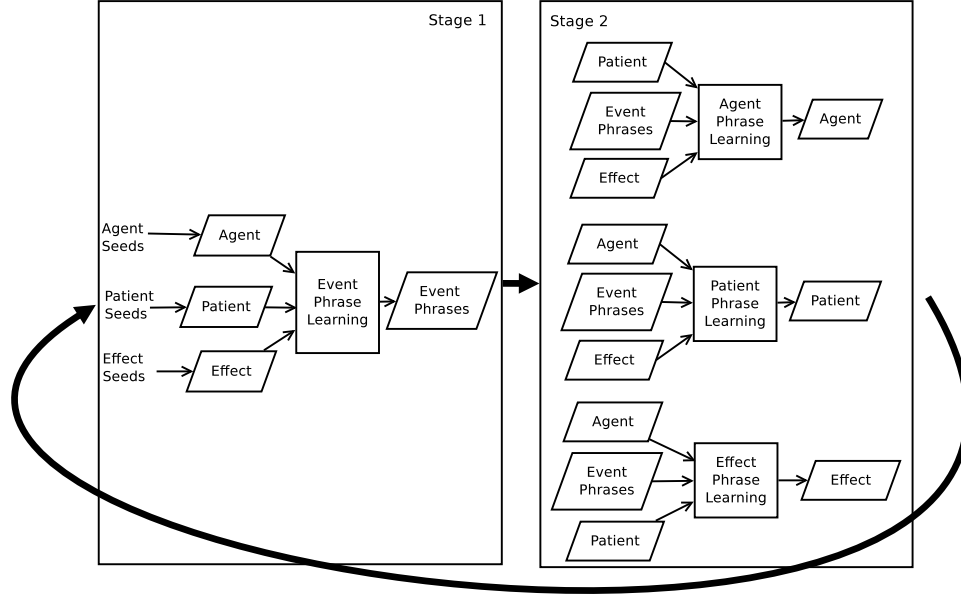 Stage 1
Agent
Seeds
Agent
Patient
Seeds
Patient
Effect
Seeds
Effect
Event
Phrase
Learning
Event
Phrases
Stage 2
Patient
Event
Phrases
Effect
Agent
Phrase
Learning
Agent
Agent
Event
Phrases
Effect
Patient
Phrase
Learning
Patient
Agent
Event
Phrases
Patient
Effect
Phrase
Learning
Effect